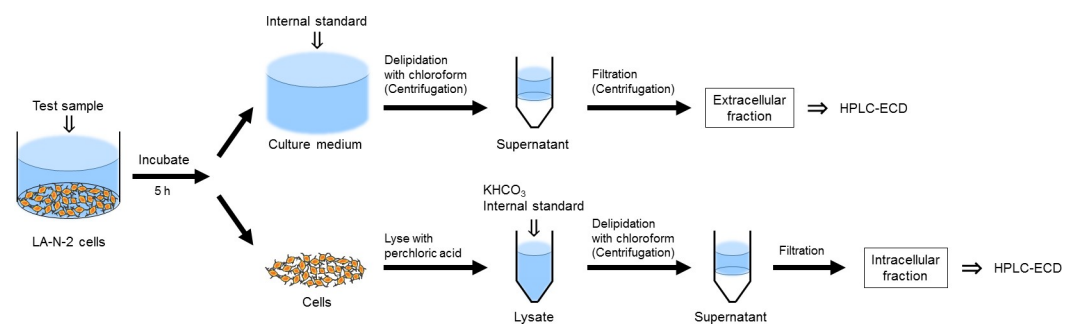 Internal standard
Test sample
LA-N-2 cells
Incubate
5 h
Culture medium
Delipidation
with chloroform
(Centrifugation)
Supernatant
Filtration
(Centrifugation)
Extracellular
fraction
HPLC-ECD
Cells
Lyse with
perchloric acid
KHCO₃
Internal standard
Lysate
Delipidation
with chloroform
(Centrifugation)
Supernatant
Filtration
Intracellular
fraction
HPLC-ECD